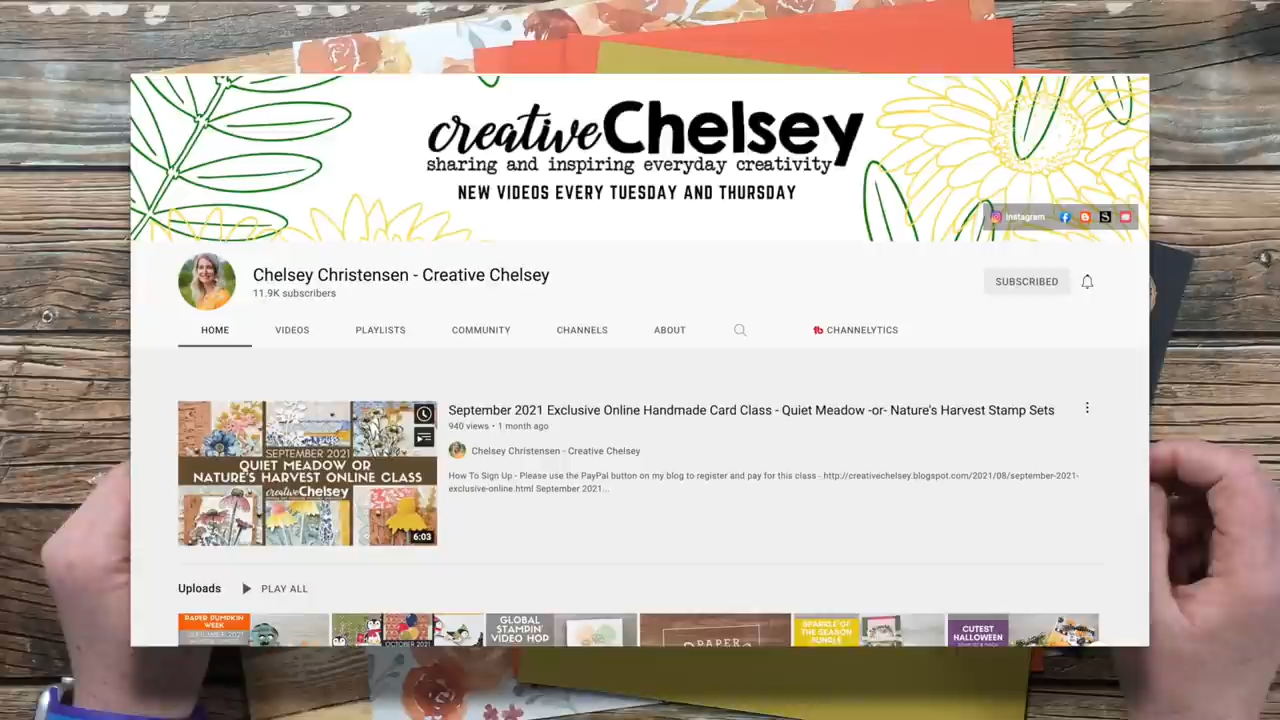 creativeChelsey
sharing and inspiring everyday creativity
NEW VIDEOS EVERY TUESDAY AND THURSDAY
Instagram
Chelsey Christensen - Creative Chelsey
11.9K subscribers
SUBSCRIBED
HOME VIDEOS PLAYLISTS COMMUNITY CHANNELS ABOUT CHANNELYTICS
September 2021 Exclusive Online Handmade Card Class - Quiet Meadow -or- Nature's Harvest Stamp Sets
940 views • 1 month ago
Chelsey Christensen - Creative Chelsey
How To Sign Up - Please use the PayPal button on my blog to register and pay for this class - http://creativechelsey.blogspot.com/2021/08/september-2021-
exclusive-online.html September 2021...
SEPTEMBER 2021
QUIET MEADOW OR
NATURE'S HARVEST ONLINE CLASS
creativeChelsey
6:03
Uploads PLAY ALL
PAPER PUMPKIN
WEEK
SEPTEMBER 2021
OCTOBER 2021
GLOBAL
STAMPIN'
VIDEO HOP
PAPER
SPARKLE OF
THE SEASON
BUNDLE
CUTEST
HALLOWEEN